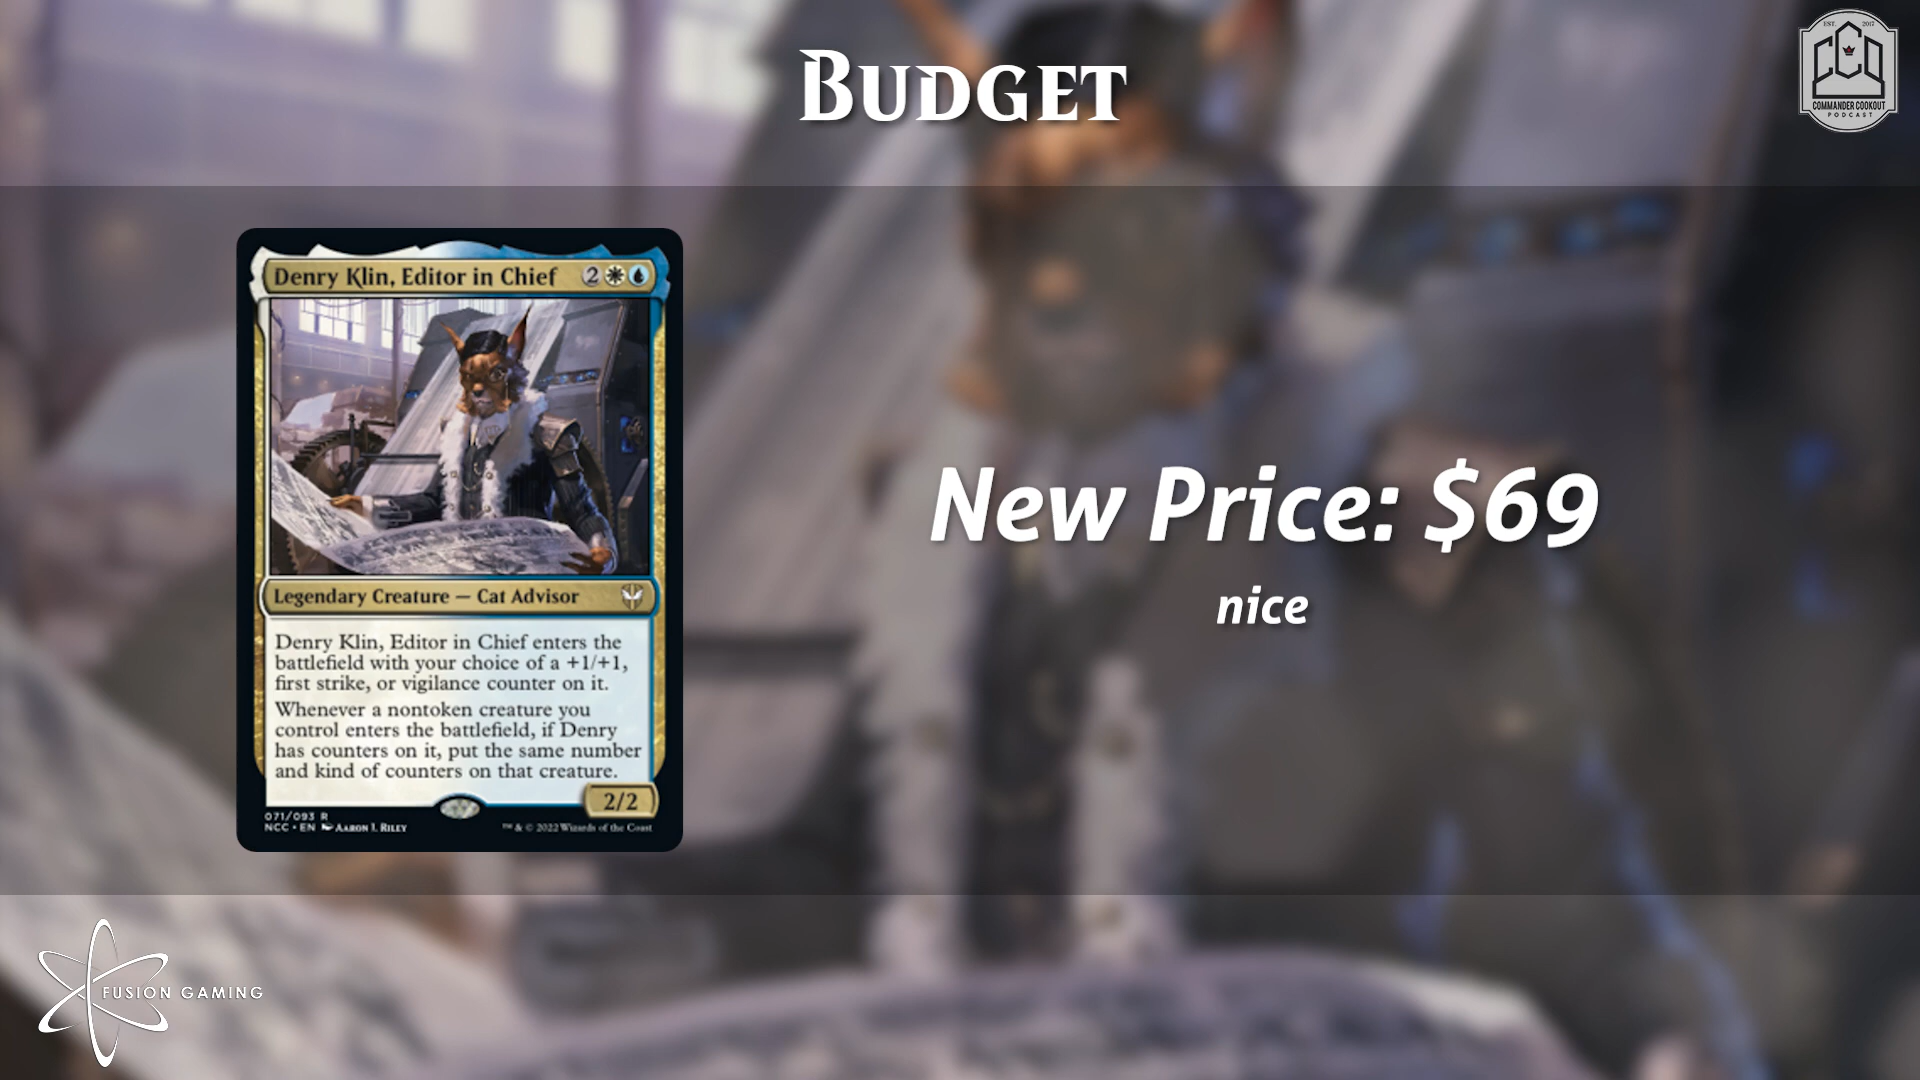 BUDGET
EST. 2017
CCO
COMMANDER COOKOUT
PODCAST
Denry Klin, Editor in Chief 2
New Price: $69
nice
Legendary Creature — Cat Advisor
Denry Klin, Editor in Chief enters the
battlefield with your choice of a +1/+1,
first strike, or vigilance counter on it.
Whenever a nontoken creature you
control enters the battlefield, if Denry
has counters on it, put the same number
and kind of counters on that creature.
2/2
071/093 R
NCC • EN AARON J. RILEY
™ & © 2022 Wizards of the Coast
FUSION GAMING